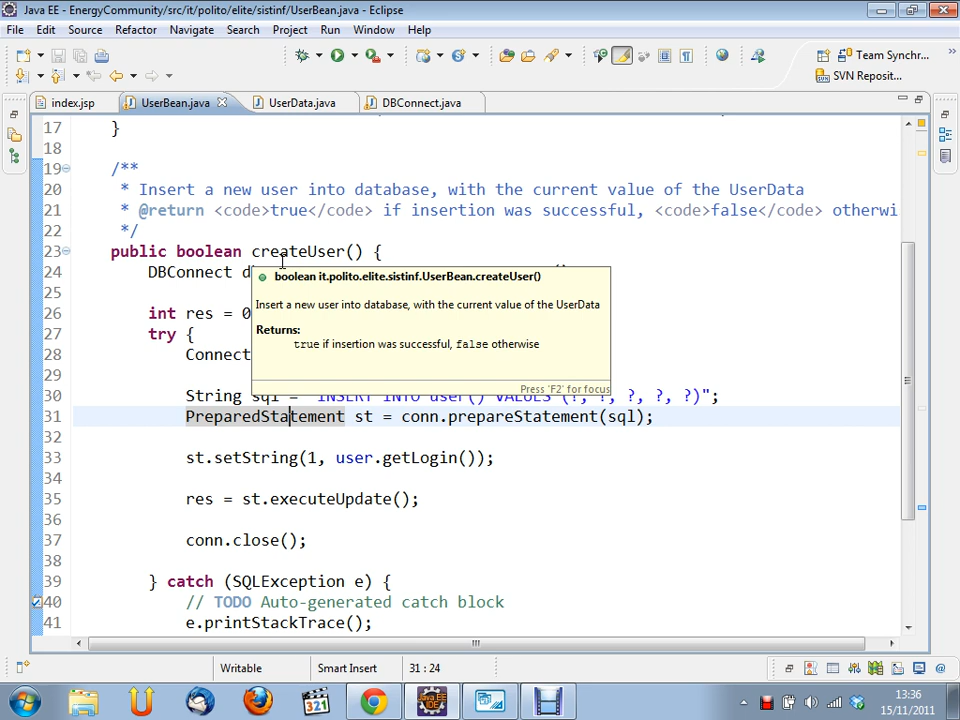 Java EE - EnergyCommunity/src/it/polito/elite/sistinf/UserBean.java - Eclipse
File Edit Source Refactor Navigate Search Project Run Window Help
Team Synchr...
SVN Reposit...
index.jsp UserBean.java UserData.java DBConnect.java
17 }
18
19 /**
20 * Insert a new user into database, with the current value of the UserData
21 * @return <code>true</code> if insertion was successful, <code>false</code> otherwi
22 */
23 public boolean createUser() {
24 DBConnect d
25
26 int res = 0
27 try {
28 Connect
30 String sql = "INSERT INTO user() VALUES (?, ?, ?, ?, ?)";
31 PreparedStatement st = conn.prepareStatement(sql);
32
33 st.setString(1, user.getLogin());
34
35 res = st.executeUpdate();
36
37 conn.close();
38
39 } catch (SQLException e) {
40 // TODO Auto-generated catch block
41 e.printStackTrace();
boolean it.polito.elite.sistinf.UserBean.createUser()
Insert a new user into database, with the current value of the UserData
Returns:
true if insertion was successful, false otherwise
Press 'F2' for focus
Writable Smart Insert 31 : 24
321
Java EE
IDE
13:36
15/11/2011